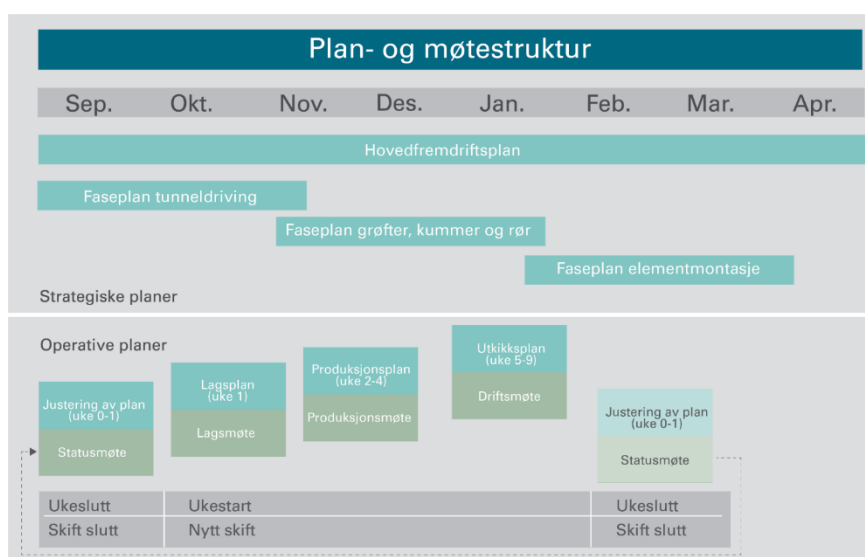 Plan- og møtestruktur
Sep. Okt. Nov. Des. Jan. Feb. Mar. Apr.
Hovedfremdriftsplan
Faseplan tunneldriving
Faseplan grøfter, kummer og rør
Faseplan elementmontasje
Strategiske planer
Operative planer
Justering av plan
(uke 0-1)
Statusmøte
Lagsplan
(uke 1)
Lagsmøte
Produksjonsplan
(uke 2-4)
Produksjonsmøte
Utkikksplan
(uke 5-9)
Driftsmøte
Justering av plan
(uke 0-1)
Statusmøte
Ukeslutt Ukestart Ukeslutt
Skift slutt Nytt skift Skift slutt